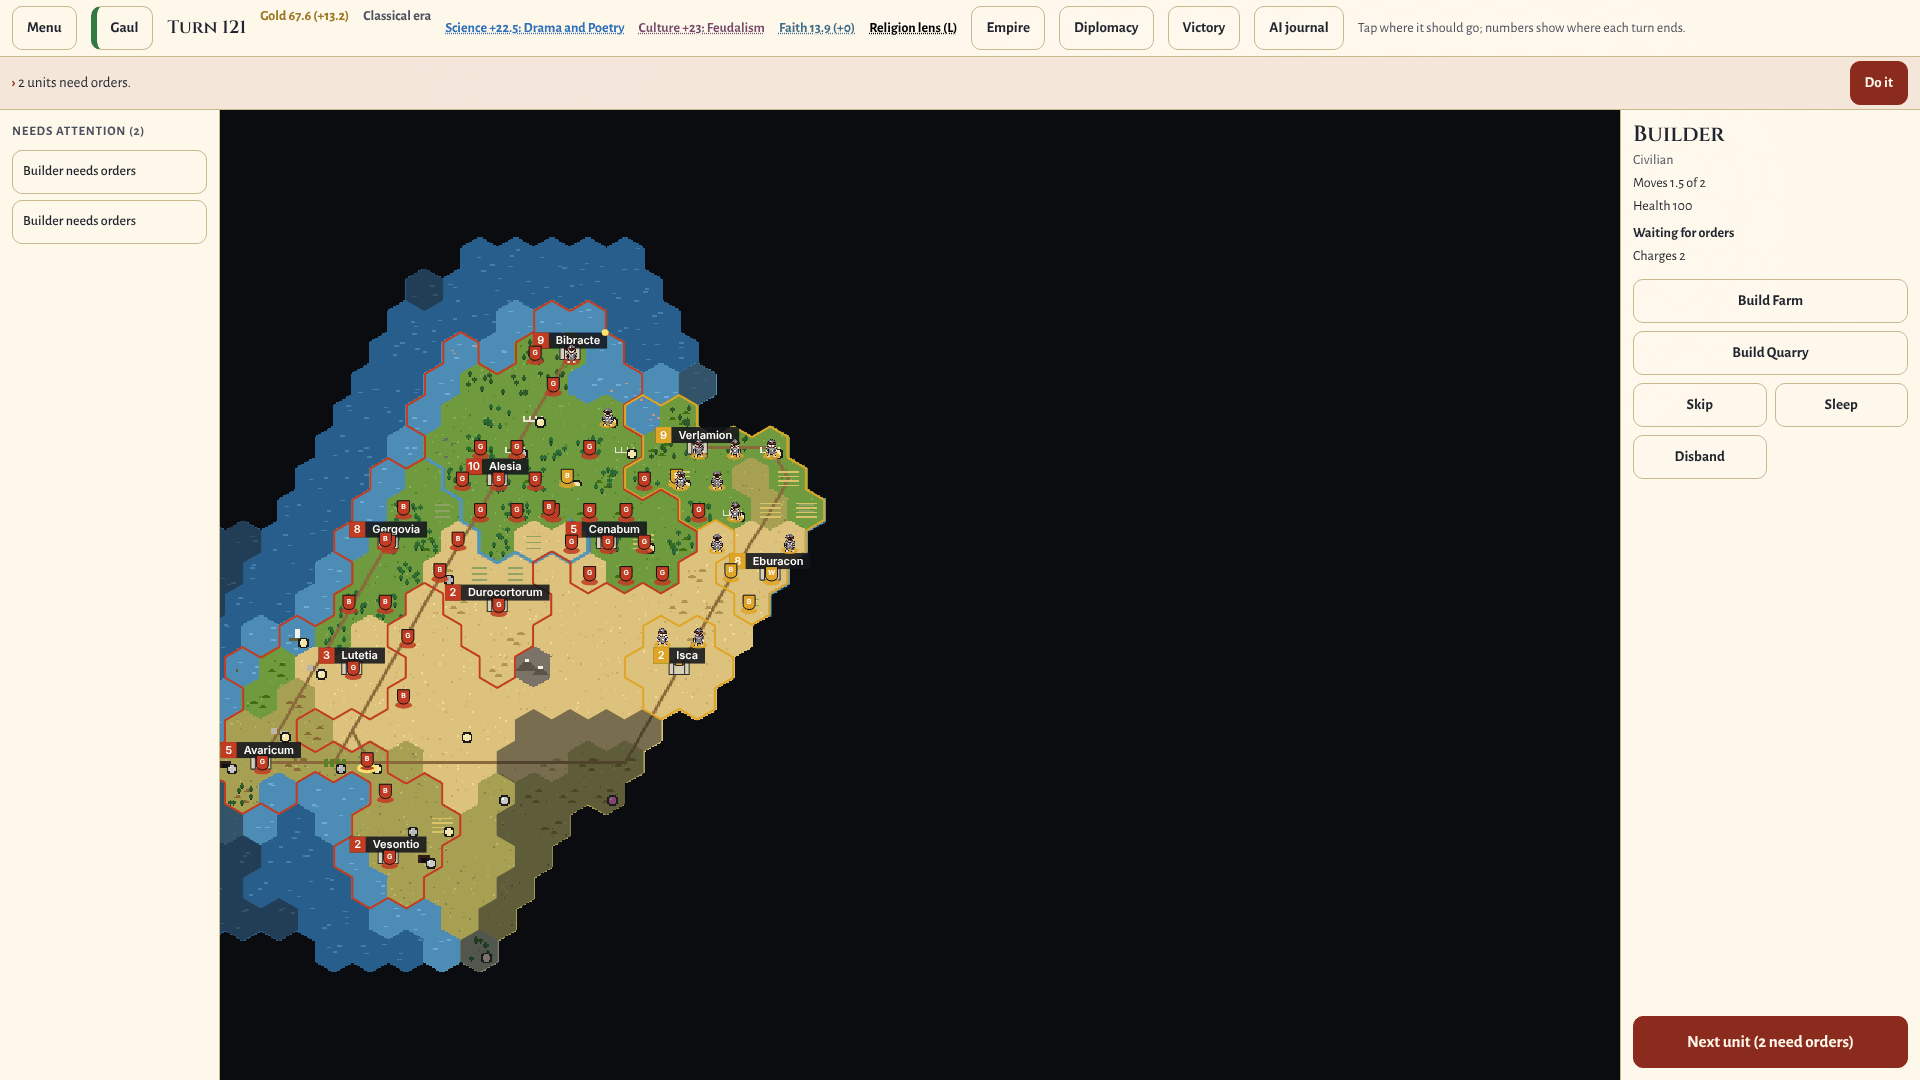 Menu
Gaul
TURN 121
Gold 67.6 (+13.2)
Classical era
Science +22.5: Drama and Poetry
Culture +23: Feudalism
Faith 13.9 (+0)
Religion lens (L)
Empire
Diplomacy
Victory
AI journal
Tap where it should go; numbers show where each turn ends.
› 2 units need orders.
Do it
NEEDS ATTENTION (2)
Builder needs orders
Builder needs orders
9 Bibracte
9 Verlamion
10 Alesia
8 Gergovia
5 Cenabum
8 Eburacon
2 Durocortorum
3 Lutetia
2 Isca
5 Avaricum
2 Vesontio
BUILDER
Civilian
Moves 1.5 of 2
Health 100
Waiting for orders
Charges 2
Build Farm
Build Quarry
Skip
Sleep
Disband
Next unit (2 need orders)